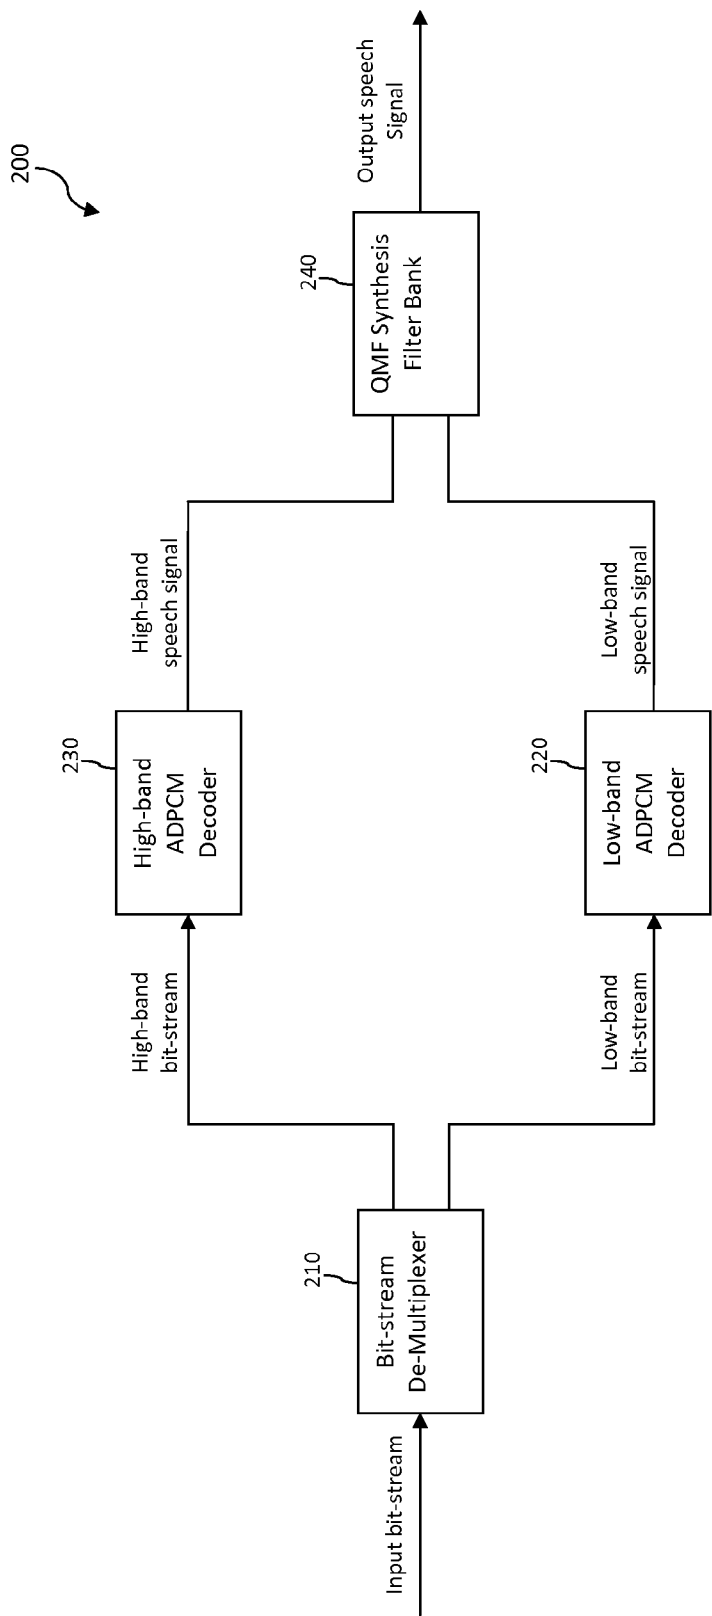 200
Input bit-stream
210
Bit-stream
De-Multiplexer
High-band
bit-stream
230
High-band
ADPCM
Decoder
High-band
speech signal
Low-band
bit-stream
220
Low-band
ADPCM
Decoder
Low-band
speech signal
240
QMF Synthesis
Filter Bank
Output speech
Signal